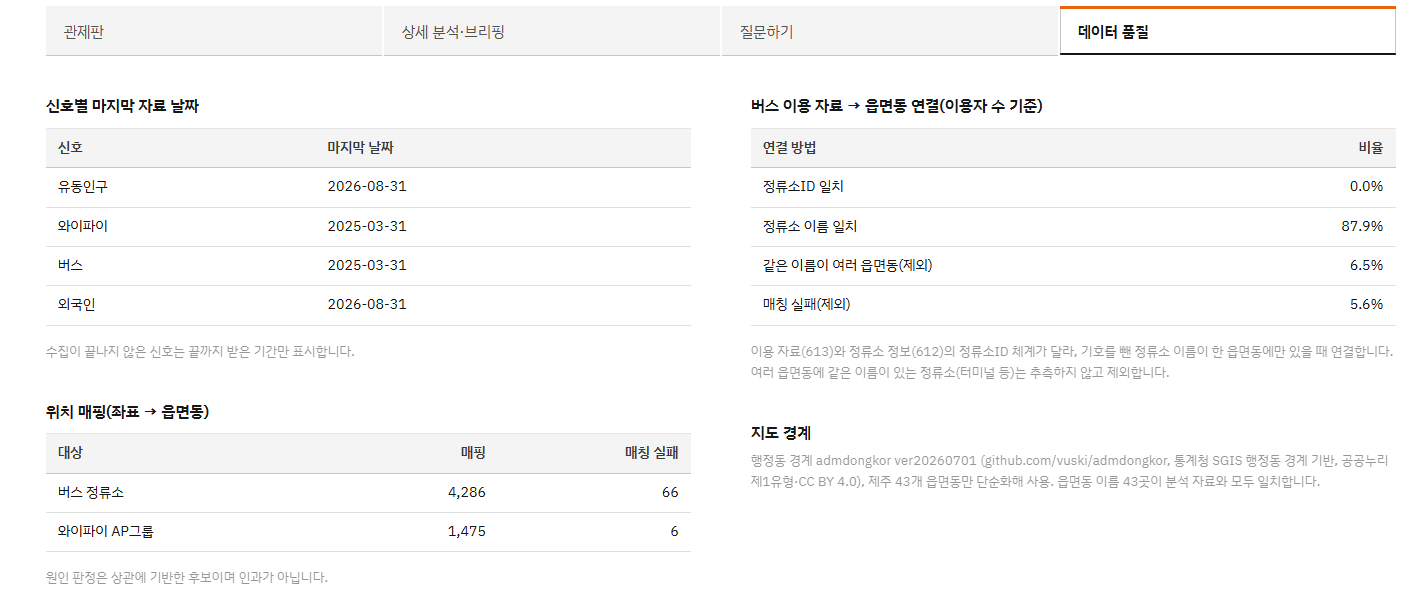 관제판
상세 분석·브리핑
질문하기
데이터 품질
신호별 마지막 자료 날짜
신호 마지막 날짜
유동인구 2026-08-31
와이파이 2025-03-31
버스 2025-03-31
외국인 2026-08-31
수집이 끝나지 않은 신호는 끝까지 받은 기간만 표시합니다.
위치 매핑(좌표 → 읍면동)
대상 매핑 매칭 실패
버스 정류소 4,286 66
와이파이 AP그룹 1,475 6
원인 판정은 상관에 기반한 후보이며 인과가 아닙니다.
버스 이용 자료 → 읍면동 연결(이용자 수 기준)
연결 방법 비율
정류소ID 일치 0.0%
정류소 이름 일치 87.9%
같은 이름이 여러 읍면동(제외) 6.5%
매칭 실패(제외) 5.6%
이용 자료(613)와 정류소 정보(612)의 정류소ID 체계가 달라, 기호를 뺀 정류소 이름이 한 읍면동에만 있을 때 연결합니다.
여러 읍면동에 같은 이름이 있는 정류소(터미널 등)는 추측하지 않고 제외합니다.
지도 경계
행정동 경계 admdongkor ver20260701 (github.com/vuski/admdongkor, 통계청 SGIS 행정동 경계 기반, 공공누리
제1유형·CC BY 4.0), 제주 43개 읍면동만 단순화해 사용. 읍면동 이름 43곳이 분석 자료와 모두 일치합니다.